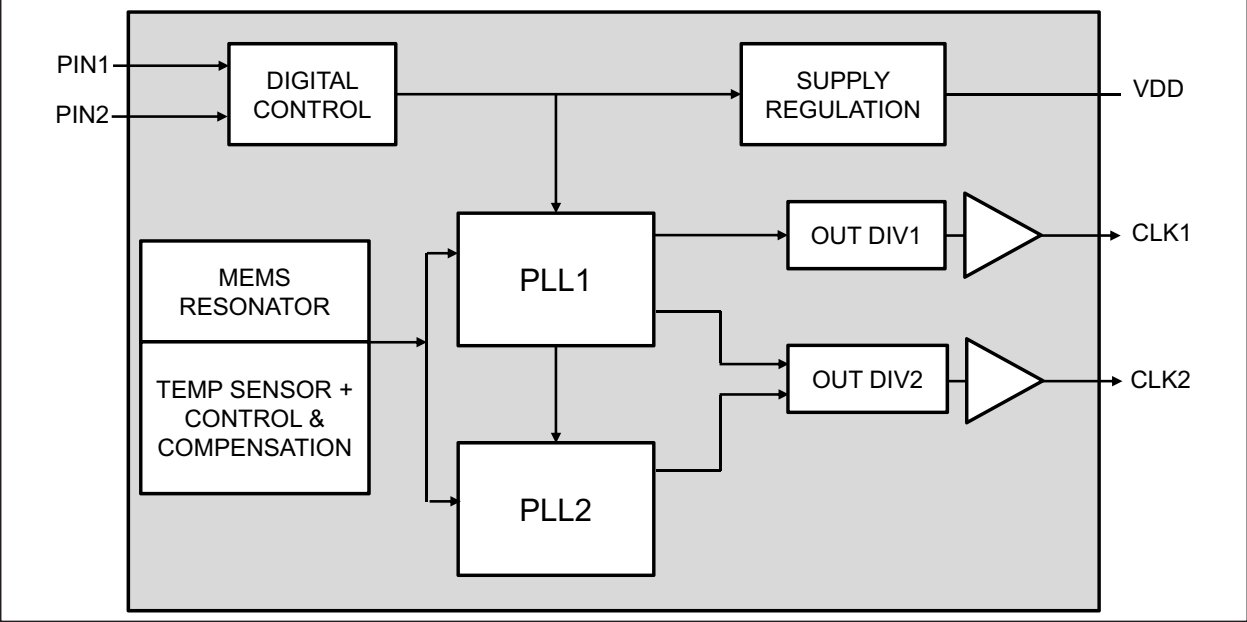 PIN1
PIN2
DIGITAL
CONTROL
SUPPLY
REGULATION
VDD
MEMS
RESONATOR
TEMP SENSOR +
CONTROL &
COMPENSATION
PLL1
PLL2
OUT DIV1
CLK1
OUT DIV2
CLK2